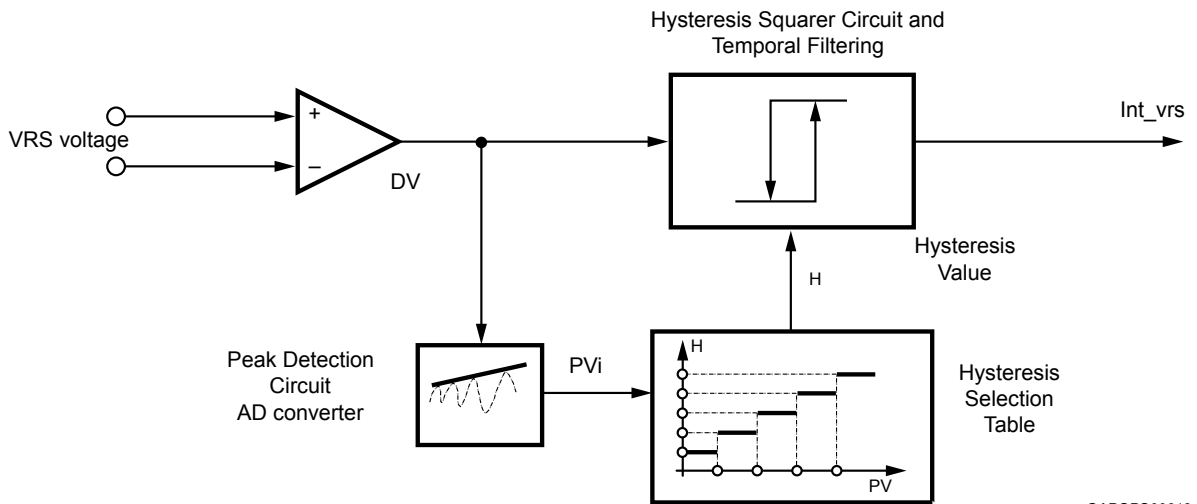 Hysteresis Squarer Circuit and
Temporal Filtering
VRS voltage
+
–
DV
Int_vrs
Hysteresis
Value
H
Peak Detection
Circuit
AD converter
PVi
H
PV
Hysteresis
Selection
Table